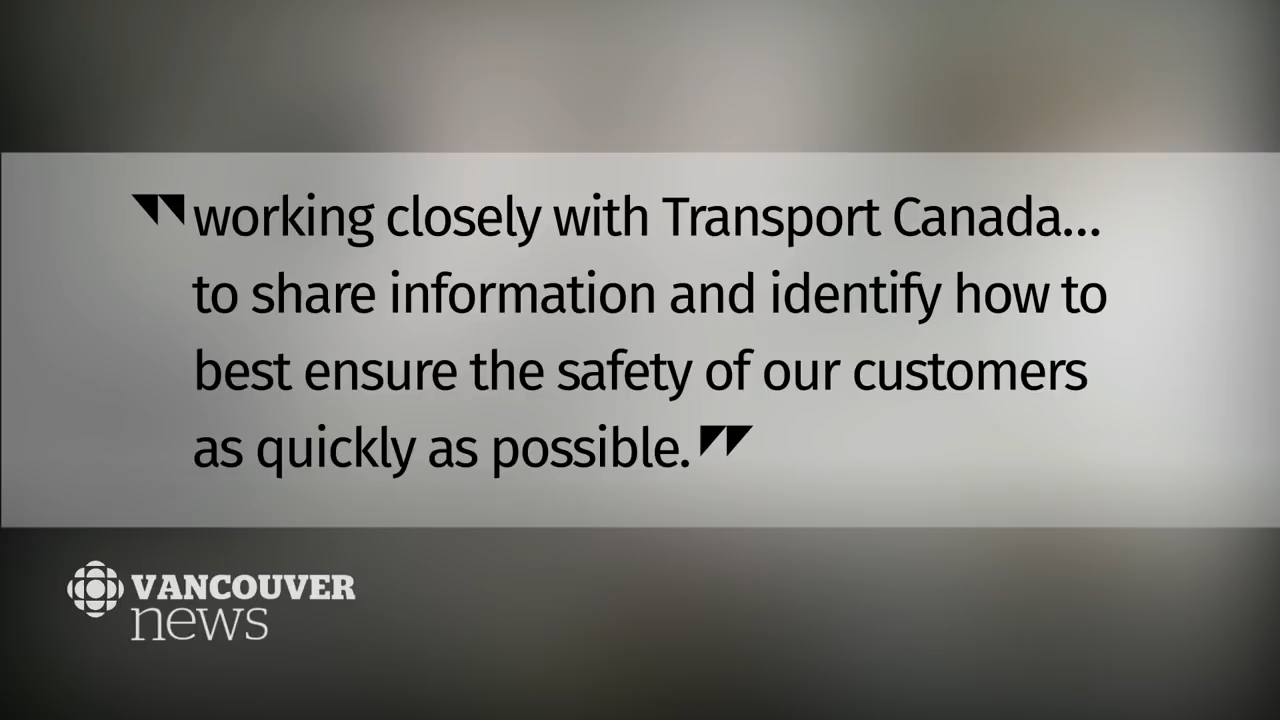 "working closely with Transport Canada...
to share information and identify how to
best ensure the safety of our customers
as quickly as possible."
VANCOUVER
news